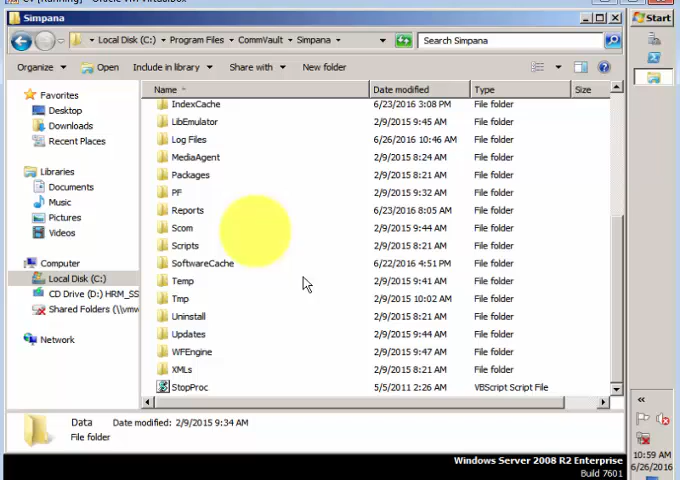 Simpana
Start
Local Disk (C:) Program Files CommVault Simpana
Search Simpana
Organize Open Include in library Share with New folder
Name Date modified Type Size
Favorites
Desktop
Downloads
Recent Places
Libraries
Documents
Music
Pictures
Videos
Computer
Local Disk (C:)
CD Drive (D:) HRM_SS
Shared Folders (\\vmv
Network
IndexCache 6/23/2016 3:08 PM File folder
LibEmulator 2/9/2015 9:45 AM File folder
Log Files 6/26/2016 10:46 AM File folder
MediaAgent 2/9/2015 8:24 AM File folder
Packages 2/9/2015 8:21 AM File folder
PF 2/9/2015 9:32 AM File folder
Reports 6/23/2016 8:05 AM File folder
Scom 2/9/2015 9:44 AM File folder
Scripts 2/9/2015 8:21 AM File folder
SoftwareCache 6/22/2016 4:51 PM File folder
Temp 2/9/2015 9:41 AM File folder
Tmp 2/9/2015 10:02 AM File folder
Uninstall 2/9/2015 8:21 AM File folder
Updates 2/9/2015 9:44 AM File folder
WFEngine 2/9/2015 9:47 AM File folder
XMLs 2/9/2015 8:21 AM File folder
StopProc 5/5/2011 2:26 AM VBScript Script File
Data Date modified: 2/9/2015 9:34 AM
File folder
Windows Server 2008 R2 Enterprise
Build 7601
10:59 AM
6/26/2016